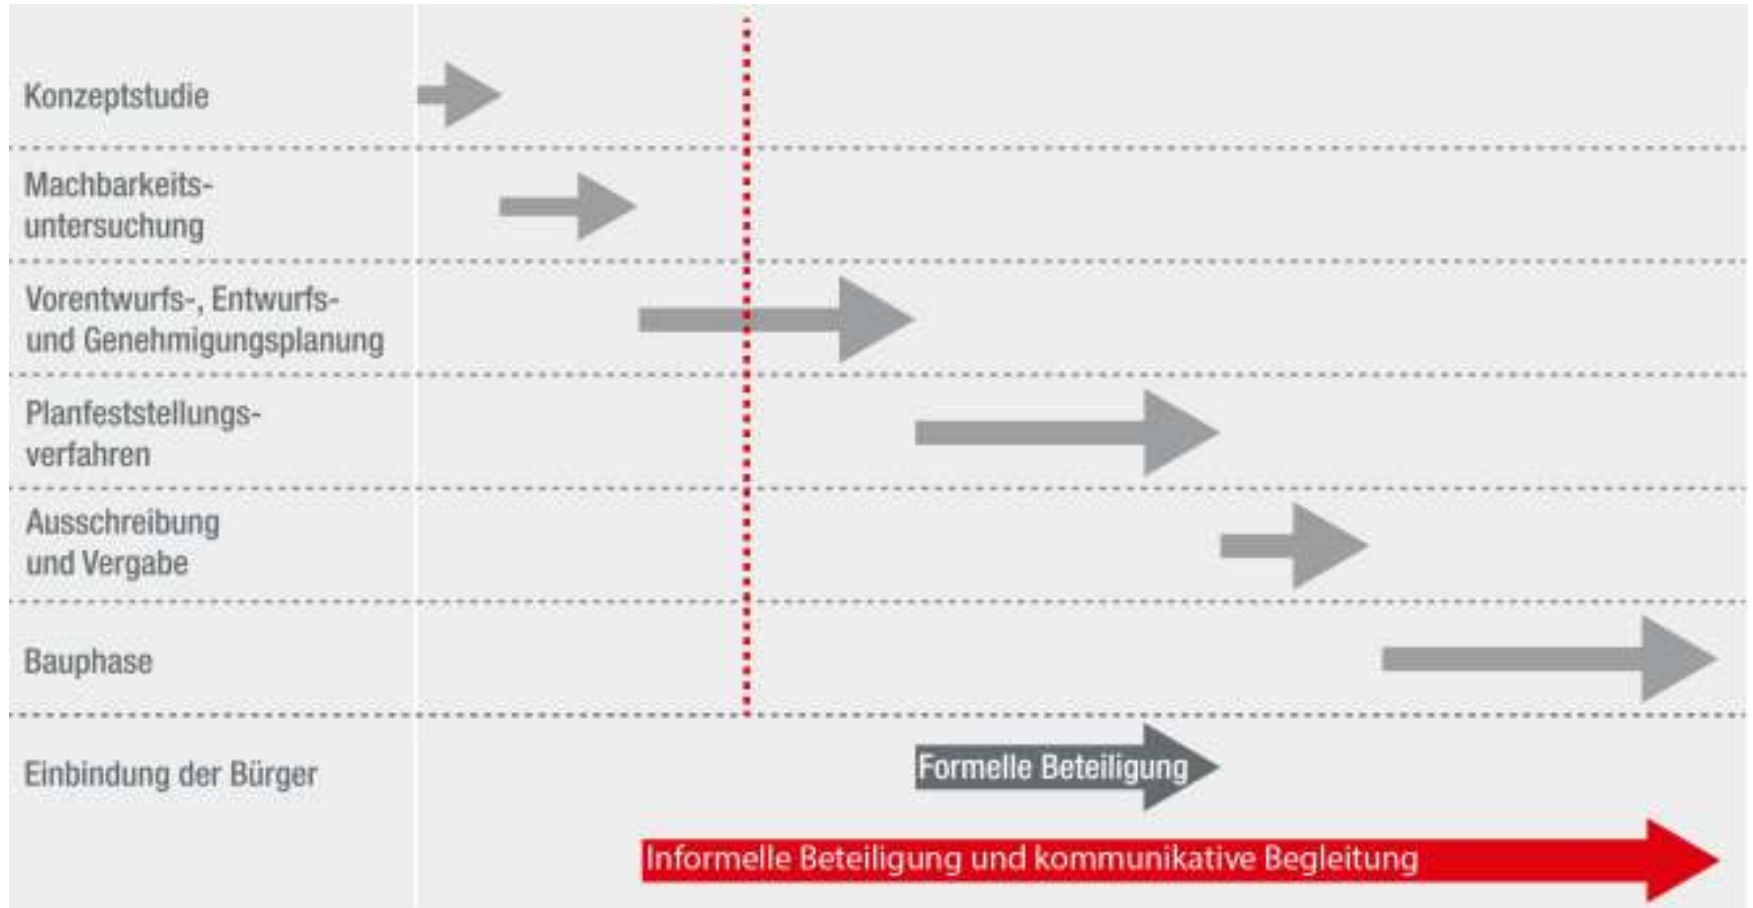 Konzeptstudie
Machbarkeits-
untersuchung
Vorentwurfs-, Entwurfs-
und Genehmigungsplanung
Planfeststellungs-
verfahren
Ausschreibung
und Vergabe
Bauphase
Einbindung der Bürger
Formelle Beteiligung
Informelle Beteiligung und kommunikative Begleitung